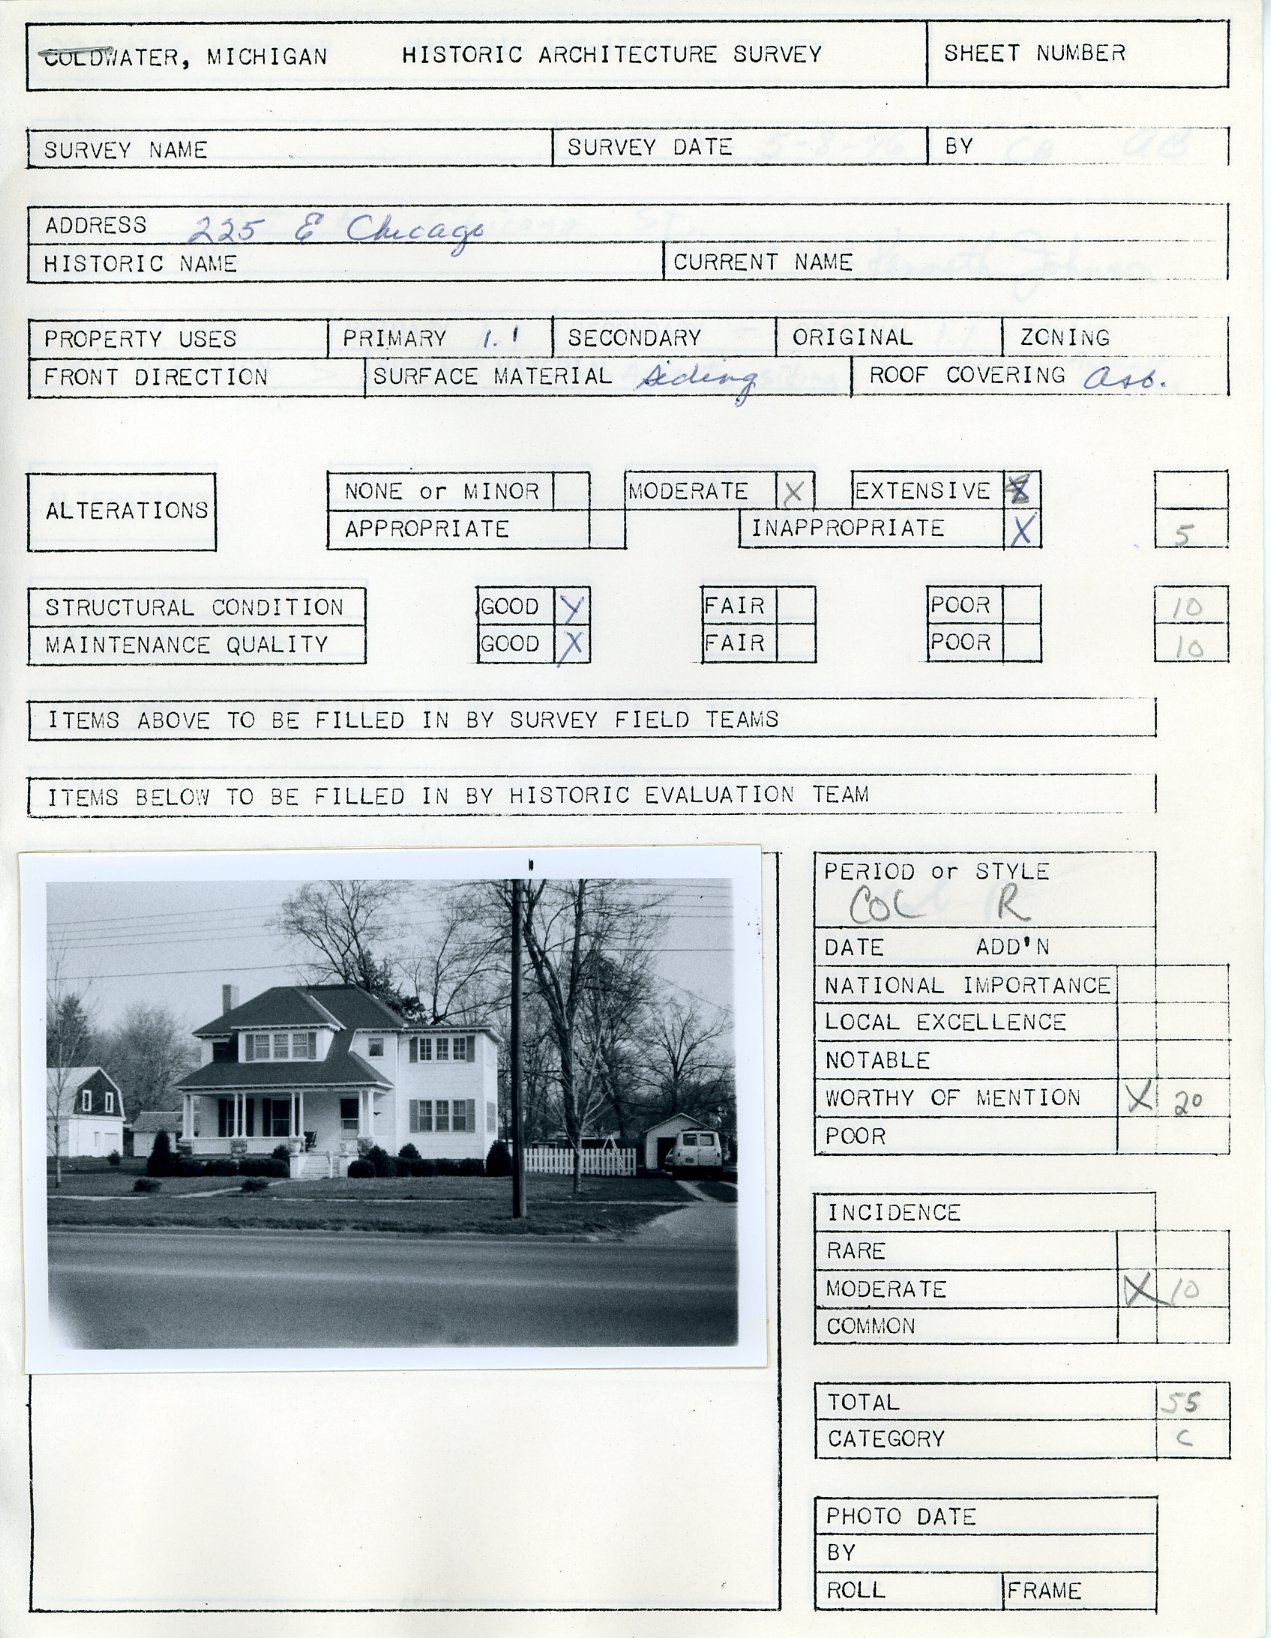 COLDWATER, MICHIGAN HISTORIC ARCHITECTURE SURVEY SHEET NUMBER
SURVEY NAME SURVEY DATE BY
ADDRESS 225 E Chicago
HISTORIC NAME CURRENT NAME
PROPERTY USES PRIMARY 1.1 SECONDARY ORIGINAL ZONING
FRONT DIRECTION SURFACE MATERIAL Siding ROOF COVERING Asb.
ALTERATIONS NONE or MINOR MODERATE X EXTENSIVE X
APPROPRIATE INAPPROPRIATE X 5
STRUCTURAL CONDITION GOOD X FAIR POOR 10
MAINTENANCE QUALITY GOOD X FAIR POOR 10
ITEMS ABOVE TO BE FILLED IN BY SURVEY FIELD TEAMS
ITEMS BELOW TO BE FILLED IN BY HISTORIC EVALUATION TEAM
PERIOD or STYLE
COL R
DATE ADD'N
NATIONAL IMPORTANCE
LOCAL EXCELLENCE
NOTABLE
WORTHY OF MENTION X 20
POOR
INCIDENCE
RARE
MODERATE X 10
COMMON
TOTAL 55
CATEGORY C
PHOTO DATE
BY
ROLL FRAME